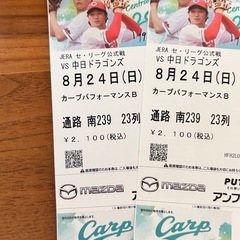 JERA セ・リーグ公式戦
VS 中日ドラゴンズ
8月24日(日)
カープパフォーマンスB
通路 南239 23列
￥2,100(税込)
mazda
Carp
JERA セ・リーグ公式戦
VS 中日ドラゴンズ
8月24日(日)
カープパフォーマンスB
通路 南239 23列
￥2,100(税込)
mazda
PU
アンフ
Carp